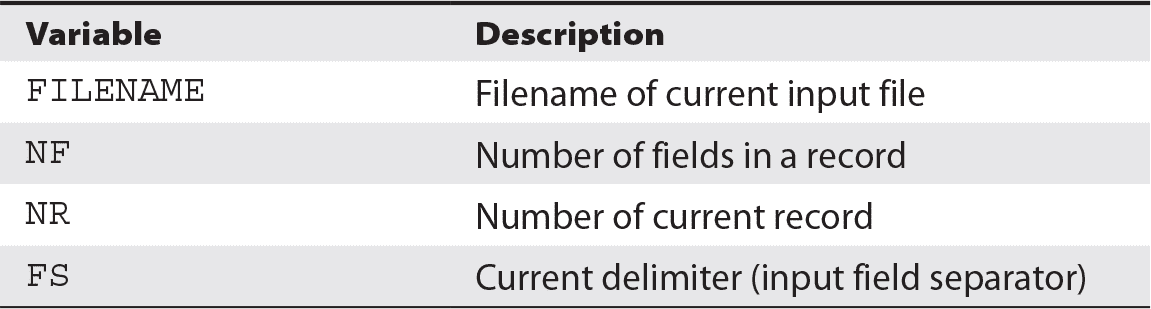 Variable Description
FILENAME Filename of current input file
NF Number of fields in a record
NR Number of current record
FS Current delimiter (input field separator)